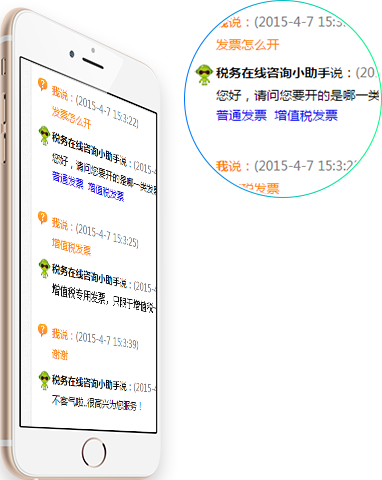 我说：(2015-4-7 15:3:22)
发票怎么开
税务在线咨询小助手说：(2015-
您好，请问您要开的是哪一类发票
普通发票 增值税发票
我说：(2015-4-7 15:3:25)
增值税发票
税务在线咨询小助手说：(2015-
增值税专用发票，只限于增值税一
我说：(2015-4-7 15:3:39)
谢谢
税务在线咨询小助手说：(2015-
不客气啦..很高兴为您服务！
我说：(2015-4-7 15:3:
发票怎么开
税务在线咨询小助手说：(20
您好，请问您要开的是哪一类
普通发票 增值税发票
我说：(2015-4-7 15:3:2
税发票